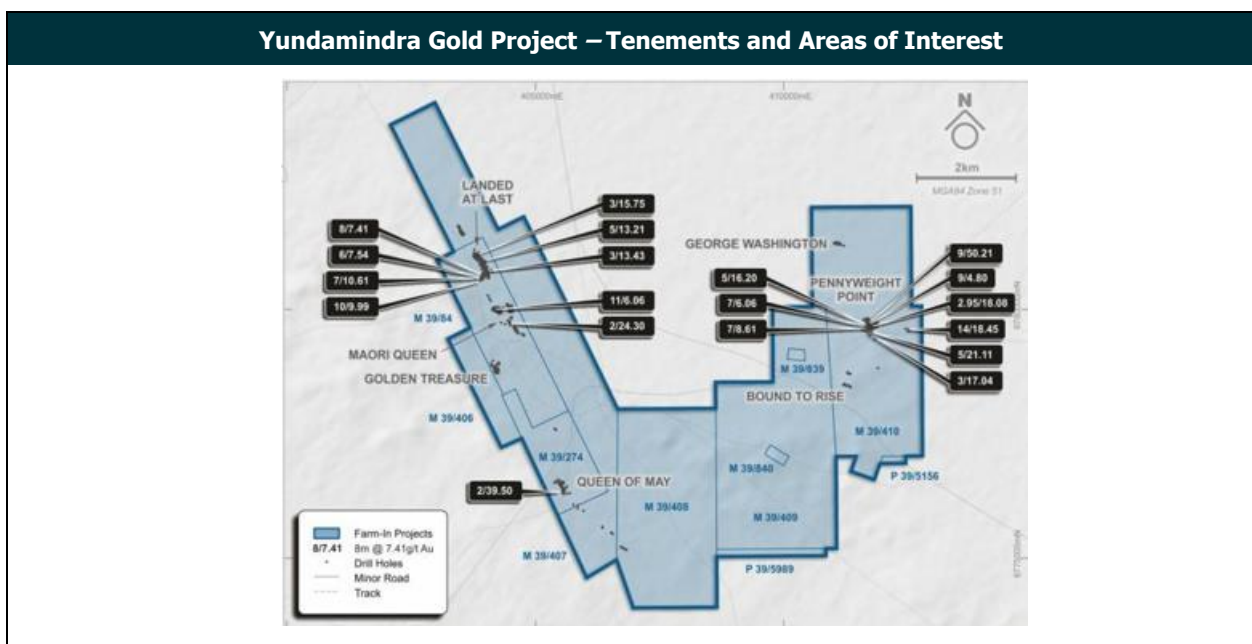 Yundamindra Gold Project – Tenements and Areas of Interest
405000mE
410000mE
N
2km
MGA94 Zone 51
LANDED
AT LAST
3/15.75
8/7.41
5/13.21
6/7.54
3/13.43
7/10.61
10/9.99
11/6.06
2/24.30
M 39/84
MAORI QUEEN
GOLDEN TREASURE
M 39/406
M 39/274
QUEEN OF MAY
2/39.50
M 39/407
M 39/408
GEORGE WASHINGTON
PENNYWEIGHT
POINT
5/16.20
7/6.06
7/8.61
9/50.21
9/4.80
2.95/18.00
14/18.45
5/21.11
3/17.04
M 39/839
BOUND TO RISE
M 39/410
M 39/840
P 39/5156
M 39/409
P 39/5989
Farm-In Projects
8/7.41 8m @ 7.41g/t Au
Drill Holes
Minor Road
Track